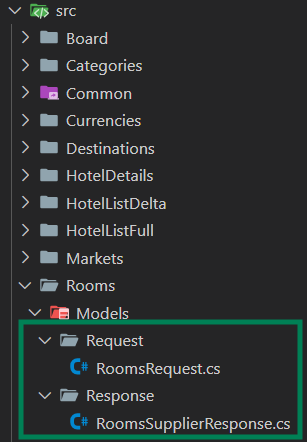 src
Board
Categories
Common
Currencies
Destinations
HotelDetails
HotelListDelta
HotelListFull
Markets
Rooms
Models
Request
RoomsRequest.cs
Response
RoomsSupplierResponse.cs